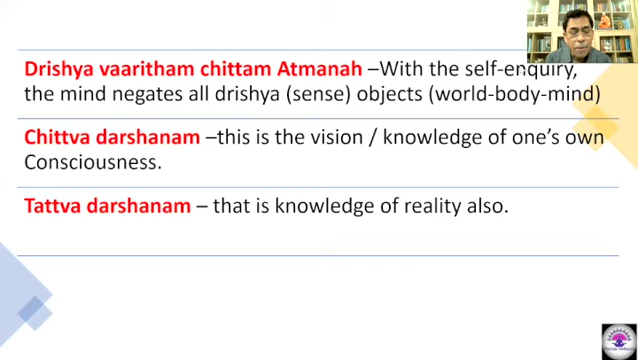 Drishya vaaritham chittam Atmanah –With the self-enquiry,
the mind negates all drishya (sense) objects (world-body-mind)
Chittva darshanam –this is the vision / knowledge of one’s own
Consciousness.
Tattva darshanam – that is knowledge of reality also.